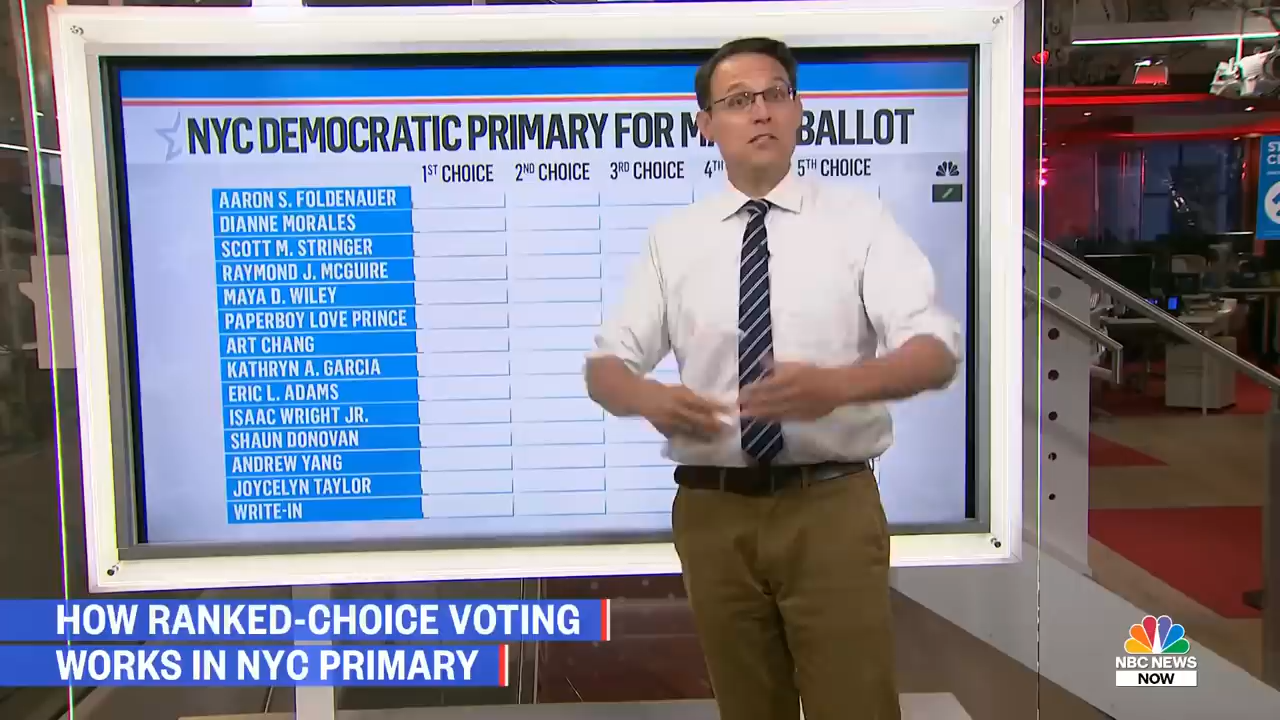 NYC DEMOCRATIC PRIMARY FOR BALLOT
1ST CHOICE 2ND CHOICE 3RD CHOICE 4TH 5TH CHOICE
AARON S. FOLDENAUER
DIANNE MORALES
SCOTT M. STRINGER
RAYMOND J. MCGUIRE
MAYA D. WILEY
PAPERBOY LOVE PRINCE
ART CHANG
KATHRYN A. GARCIA
ERIC L. ADAMS
ISAAC WRIGHT JR.
SHAUN DONOVAN
ANDREW YANG
JOYCELYN TAYLOR
WRITE-IN
HOW RANKED-CHOICE VOTING
WORKS IN NYC PRIMARY
NBC NEWS
NOW